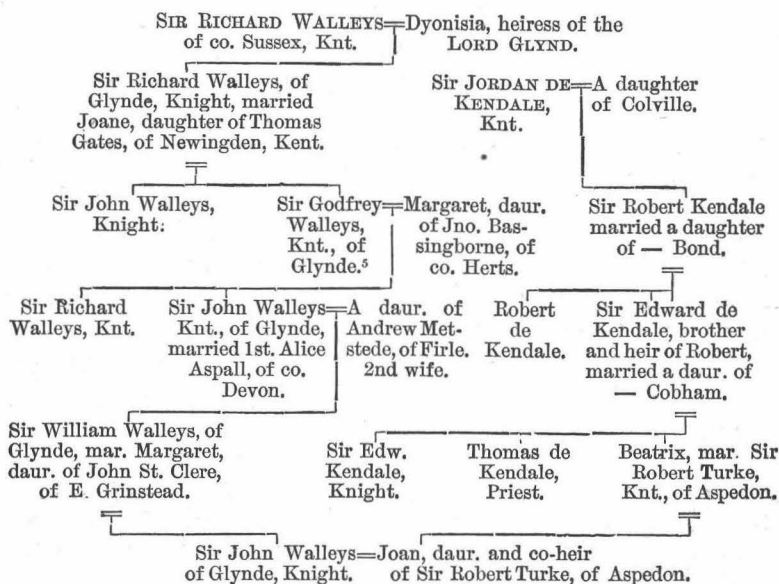 SIR RICHARD WALLEYS=Dyonisia, heiress of the
of co. Sussex, Knt. LORD GLYND.
Sir Richard Walleys, of
Glynde, Knight, married
Joane, daughter of Thomas
Gates, of Newingden, Kent.
Sir JORDAN DE=A daughter
KENDALE, of Colville.
Knt.
Sir John Walleys,
Knight.
Sir Godfrey=Margaret, daur.
Walleys, of Jno. Bas-
Knt., of singborne, of
Glynde.⁵ co. Herts.
Sir Robert Kendale
married a daughter
of — Bond.
Sir Richard
Walleys, Knt.
Sir John Walleys=A daur. of
Knt., of Glynde, Andrew Met-
married 1st. Alice stede, of Firle.
Aspall, of co. 2nd wife.
Devon.
Robert
de
Kendale.
Sir Edward de
Kendale, brother
and heir of Robert,
married a daur. of
— Cobham.
Sir William Walleys, of
Glynde, mar. Margaret,
daur. of John St. Clere,
of E. Grinstead.
Sir Edw.
Kendale,
Knight.
Thomas de
Kendale,
Priest.
Beatrix, mar. Sir
Robert Turke,
Knt., of Aspedon.
Sir John Walleys=Joan, daur. and co-heir
of Glynde, Knight. of Sir Robert Turke, of Aspedon.